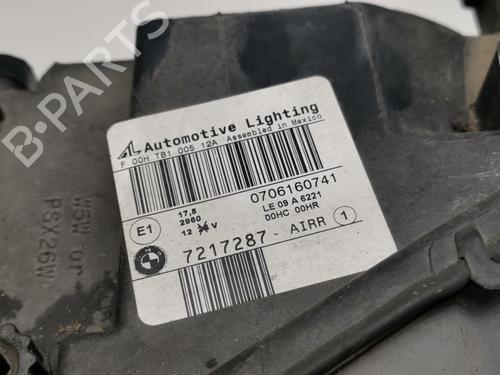 AL Automotive Lighting
F 00H TB1 005 12A Assembled in Mexico
0706160741
E1
17,5
2960
12 V
LE 09 A 6221
00HC 00HR
7217287 - AIRR 1
W5W or
PSX26W
B-PARTS